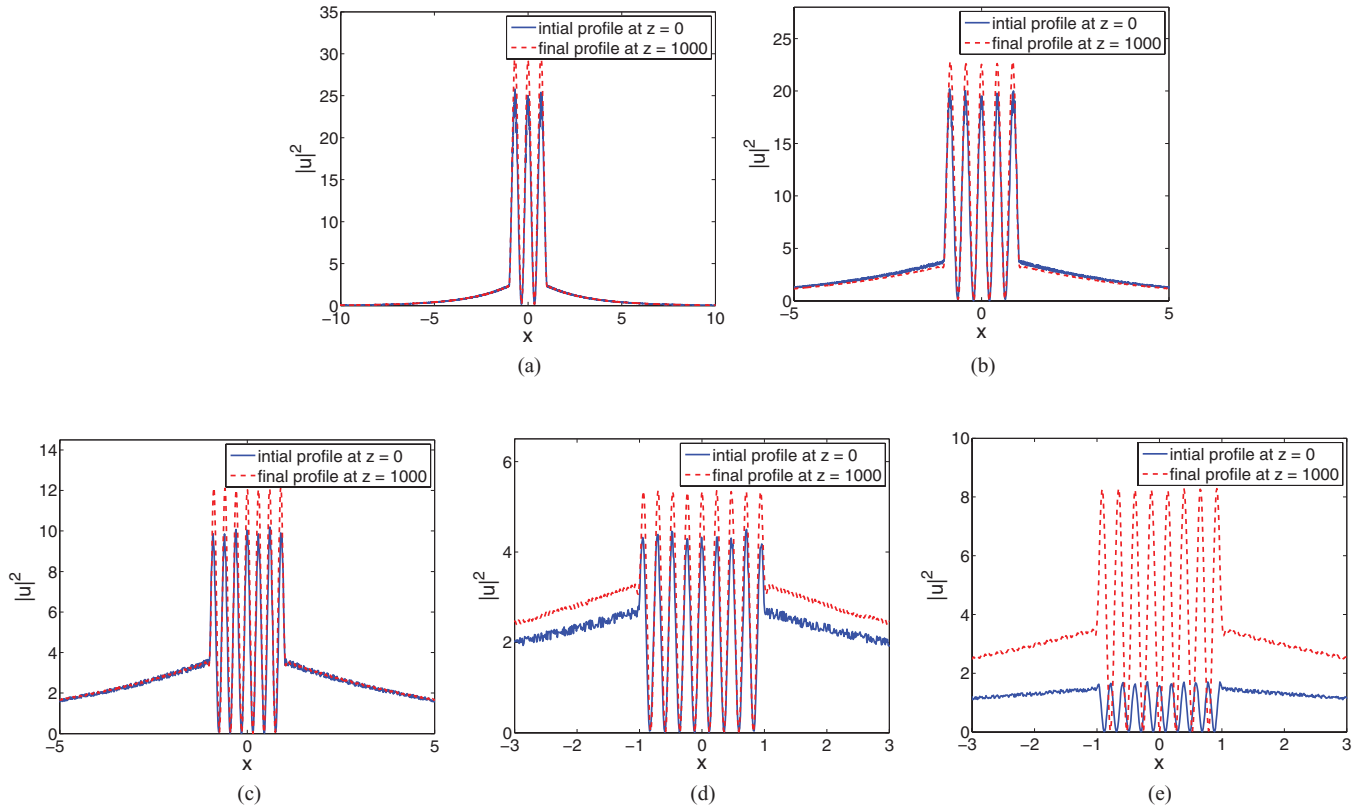 35
30
25
20
15
10
5
0
|u|²
intial profile at z = 0
final profile at z = 1000
−10
−5
0
5
10
x
(a)
25
20
15
10
5
0
|u|²
intial profile at z = 0
final profile at z = 1000
−5
0
5
x
(b)
14
12
10
8
6
4
2
0
|u|²
intial profile at z = 0
final profile at z = 1000
−5
0
5
x
(c)
6
4
2
0
|u|²
intial profile at z = 0
final profile at z = 1000
−3
−2
−1
0
1
2
3
x
(d)
10
8
6
4
2
0
|u|²
intial profile at z = 0
final profile at z = 1000
−3
−2
−1
0
1
2
3
x
(e)